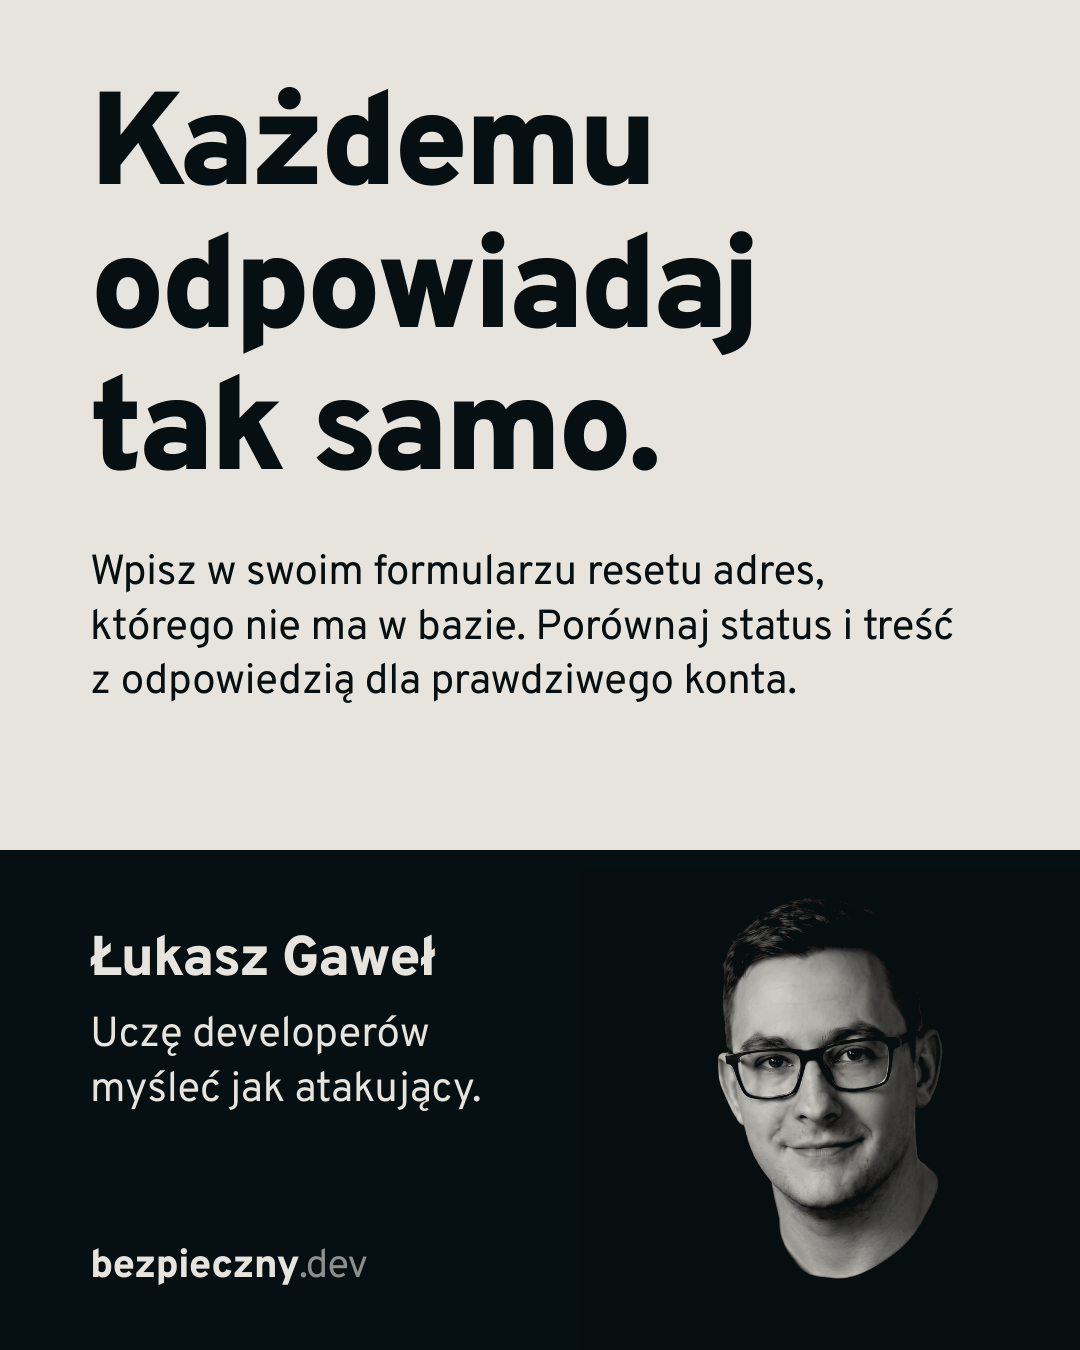 Każdemu
odpowiadaj
tak samo.
Wpisz w swoim formularzu resetu adres,
którego nie ma w bazie. Porównaj status i treść
z odpowiedzią dla prawdziwego konta.
Łukasz Gaweł
Uczę developerów
myśleć jak atakujący.
bezpieczny.dev